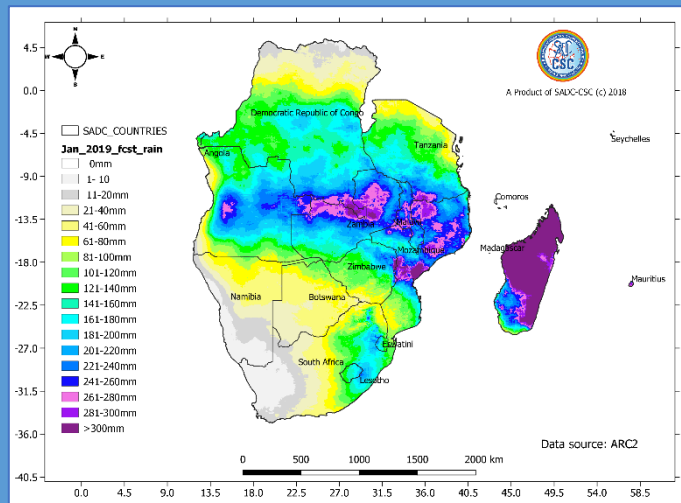 N
W E
S
SADC
CSC
A Product of SADC-CSC (c) 2018
4.5
0.0
-4.5
-9.0
-13.5
-18.0
-22.5
-27.0
-31.5
-36.0
-40.5
SADC_COUNTRIES
Jan_2019_fcst_rain
0mm
1- 10
11-20mm
21-40mm
41-60mm
61-80mm
81-100mm
101-120mm
121-140mm
141-160mm
161-180mm
181-200mm
201-220mm
221-240mm
241-260mm
261-280mm
281-300mm
>300mm
Democratic Republic of Congo
Tanzania
Seychelles
Angola
Comoros
Zambia
Malawi
Mozambique
Madagascar
Zimbabwe
Mauritius
Namibia
Botswana
Eswatini
South Africa
Lesotho
Data source: ARC2
0 500 1000 1500 2000 km
0.0 4.5 9.0 13.5 18.0 22.5 27.0 31.5 36.0 40.5 45.0 49.5 54.0 58.5